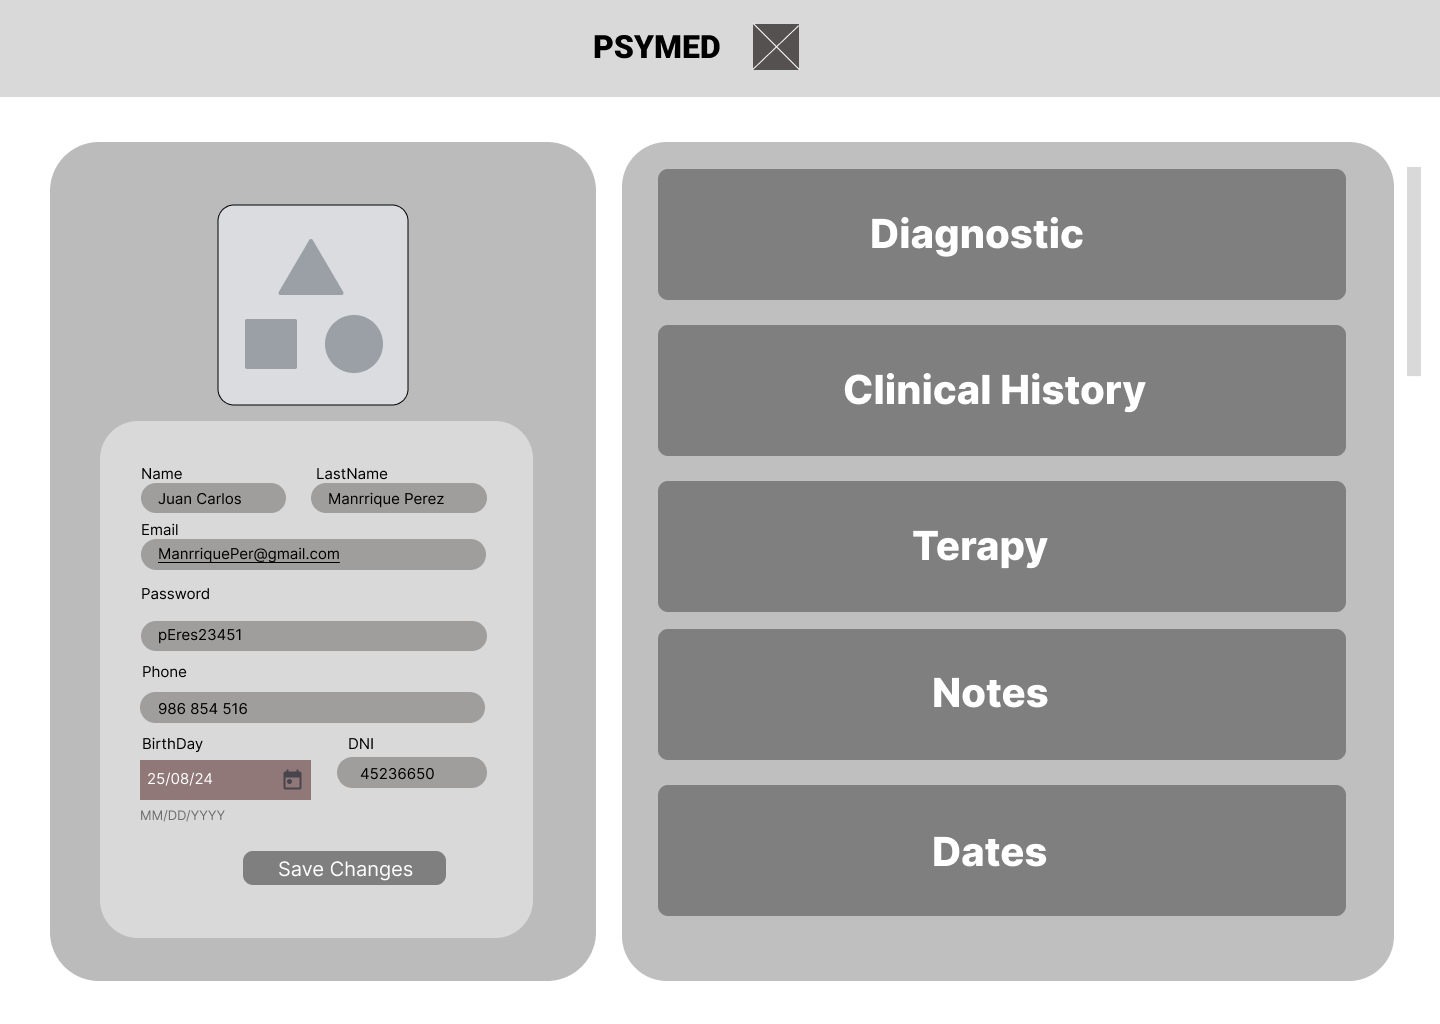 PSYMED
Name
LastName
Juan Carlos
Manrrique Perez
Email
ManrriquePer@gmail.com
Password
pEres23451
Phone
986 854 516
BirthDay
DNI
25/08/24
45236650
MM/DD/YYYY
Save Changes
Diagnostic
Clinical History
Terapy
Notes
Dates